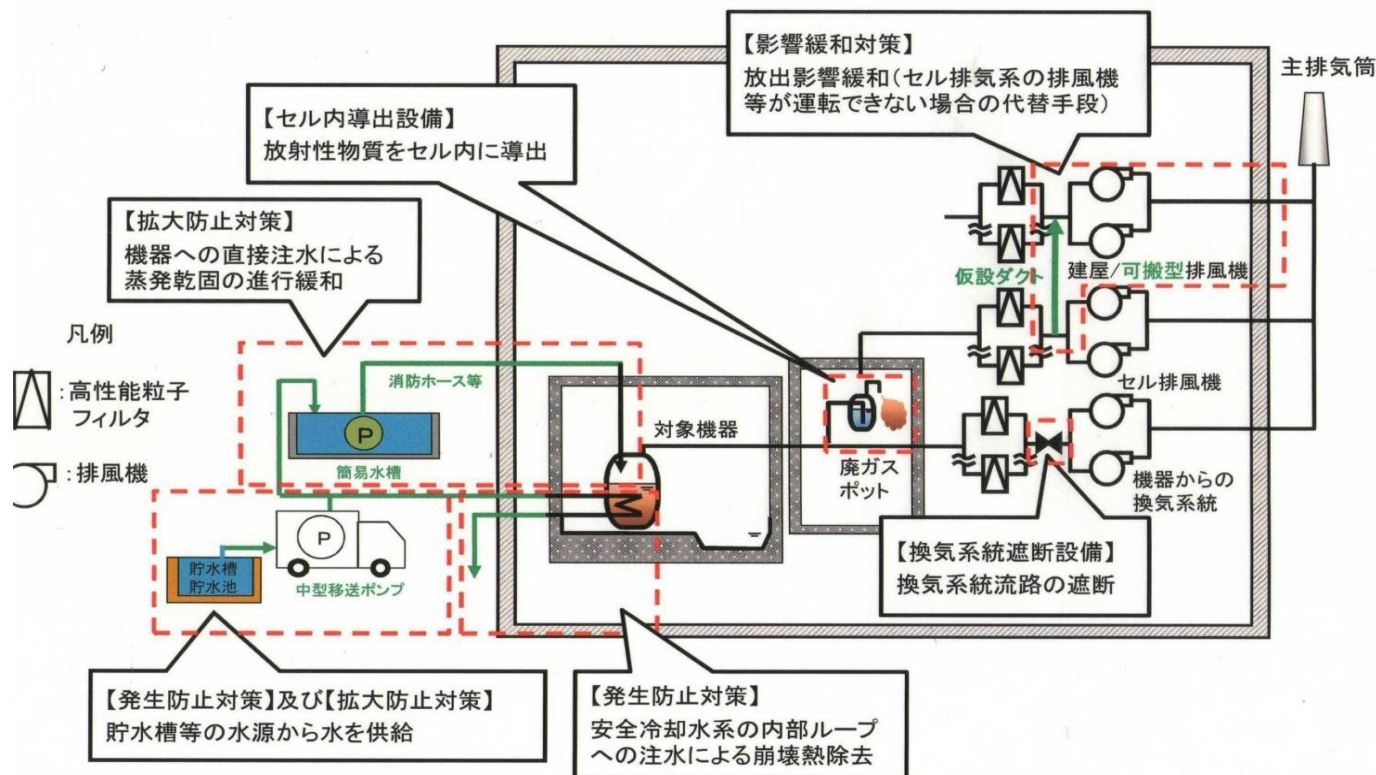 【影響緩和対策】
放出影響緩和(セル排気系の排風機
等が運転できない場合の代替手段)
主排気筒
【セル内導出設備】
放射性物質をセル内に導出
【拡大防止対策】
機器への直接注水による
蒸発乾固の進行緩和
仮設ダクト
建屋/可搬型排風機
凡例
:高性能粒子
フィルタ
:排風機
消防ホース等
P
簡易水槽
対象機器
廃ガス
ポット
セル排風機
機器からの
換気系統
P
貯水槽
貯水池
中型移送ポンプ
【換気系統遮断設備】
換気系統流路の遮断
【発生防止対策】及び【拡大防止対策】
貯水槽等の水源から水を供給
【発生防止対策】
安全冷却水系の内部ループ
への注水による崩壊熱除去